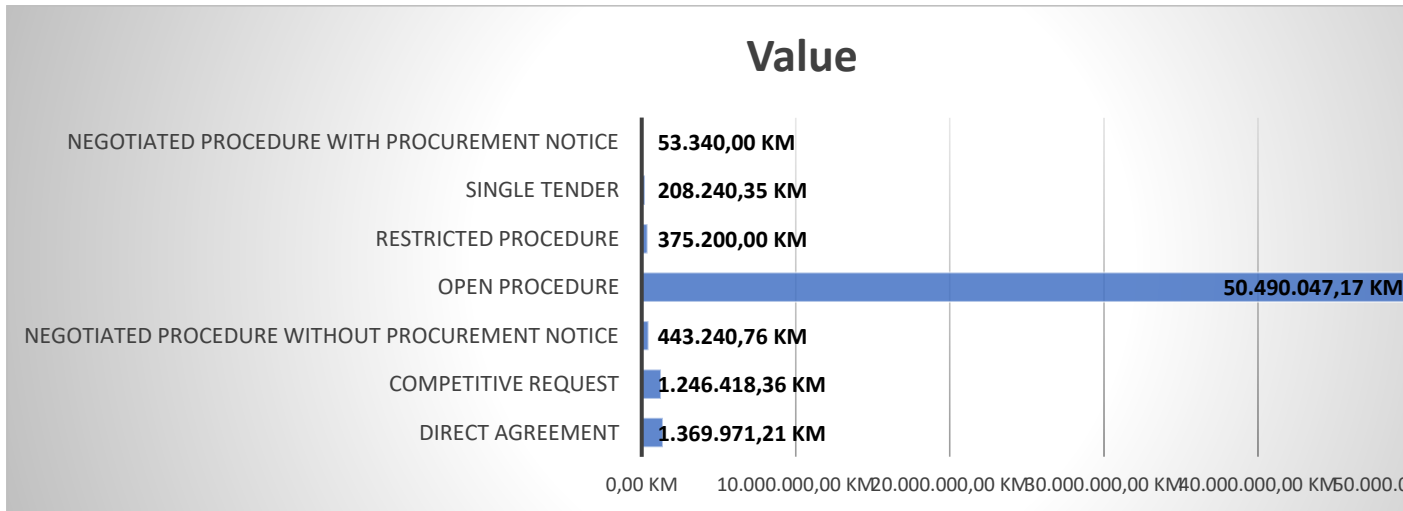 Value
NEGOTIATED PROCEDURE WITH PROCUREMENT NOTICE 53.340,00 KM
SINGLE TENDER 208.240,35 KM
RESTRICTED PROCEDURE 375.200,00 KM
OPEN PROCEDURE 50.490.047,17 KM
NEGOTIATED PROCEDURE WITHOUT PROCUREMENT NOTICE 443.240,76 KM
COMPETITIVE REQUEST 1.246.418,36 KM
DIRECT AGREEMENT 1.369.971,21 KM
0,00 KM 10.000.000,00 KM 20.000.000,00 KM 30.000.000,00 KM 40.000.000,00 KM